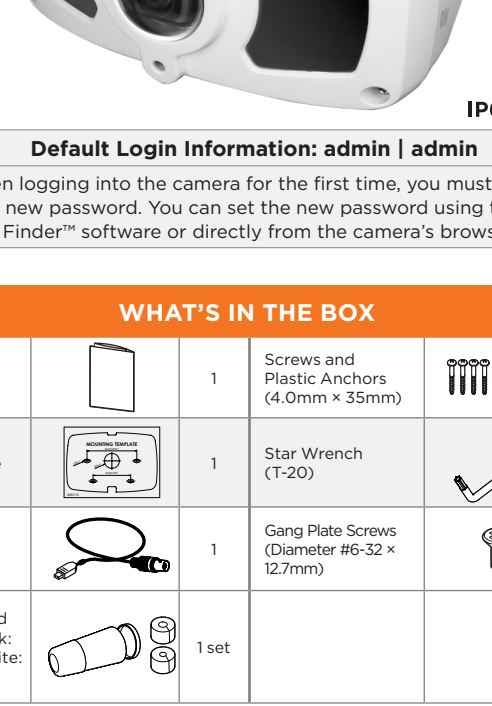 IP
Default Login Information: admin | admin
logging into the camera for the first time, you must
new password. You can set the new password using
Finder™ software or directly from the camera's
WHAT'S IN THE BOX
1
Screws and
Plastic Anchors
(4.0mm × 35mm)
MOUNTING TEMPLATE
1
Star Wrench
(T-20)
1
Gang Plate Screws
(Diameter #6-32 ×
12.7mm)
1 set